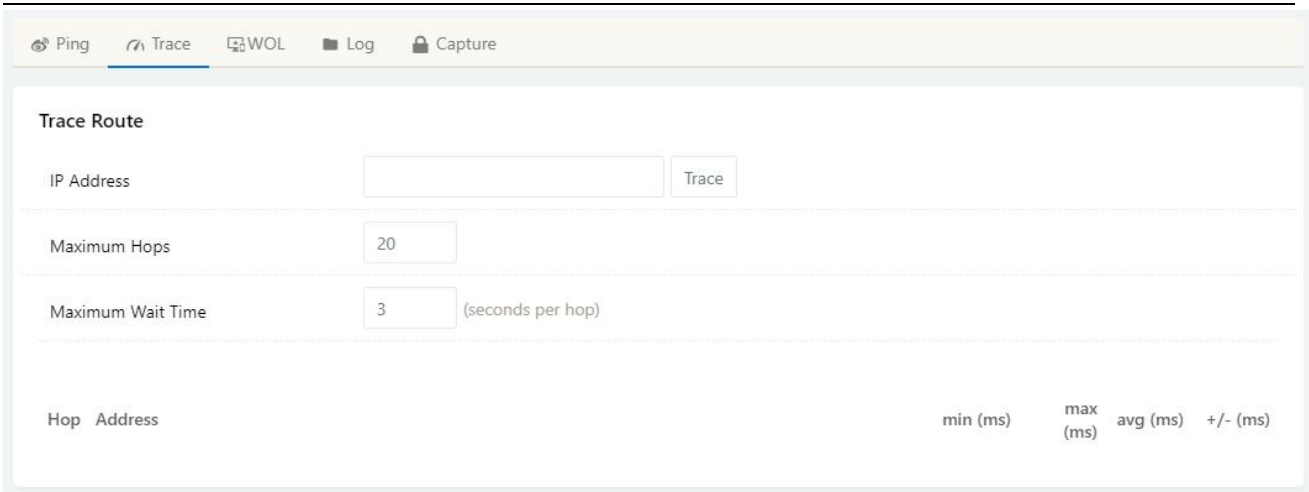 Ping Trace WOL Log Capture
Trace Route
IP Address Trace
Maximum Hops 20
Maximum Wait Time 3 (seconds per hop)
Hop Address min (ms) max (ms) avg (ms) +/- (ms)